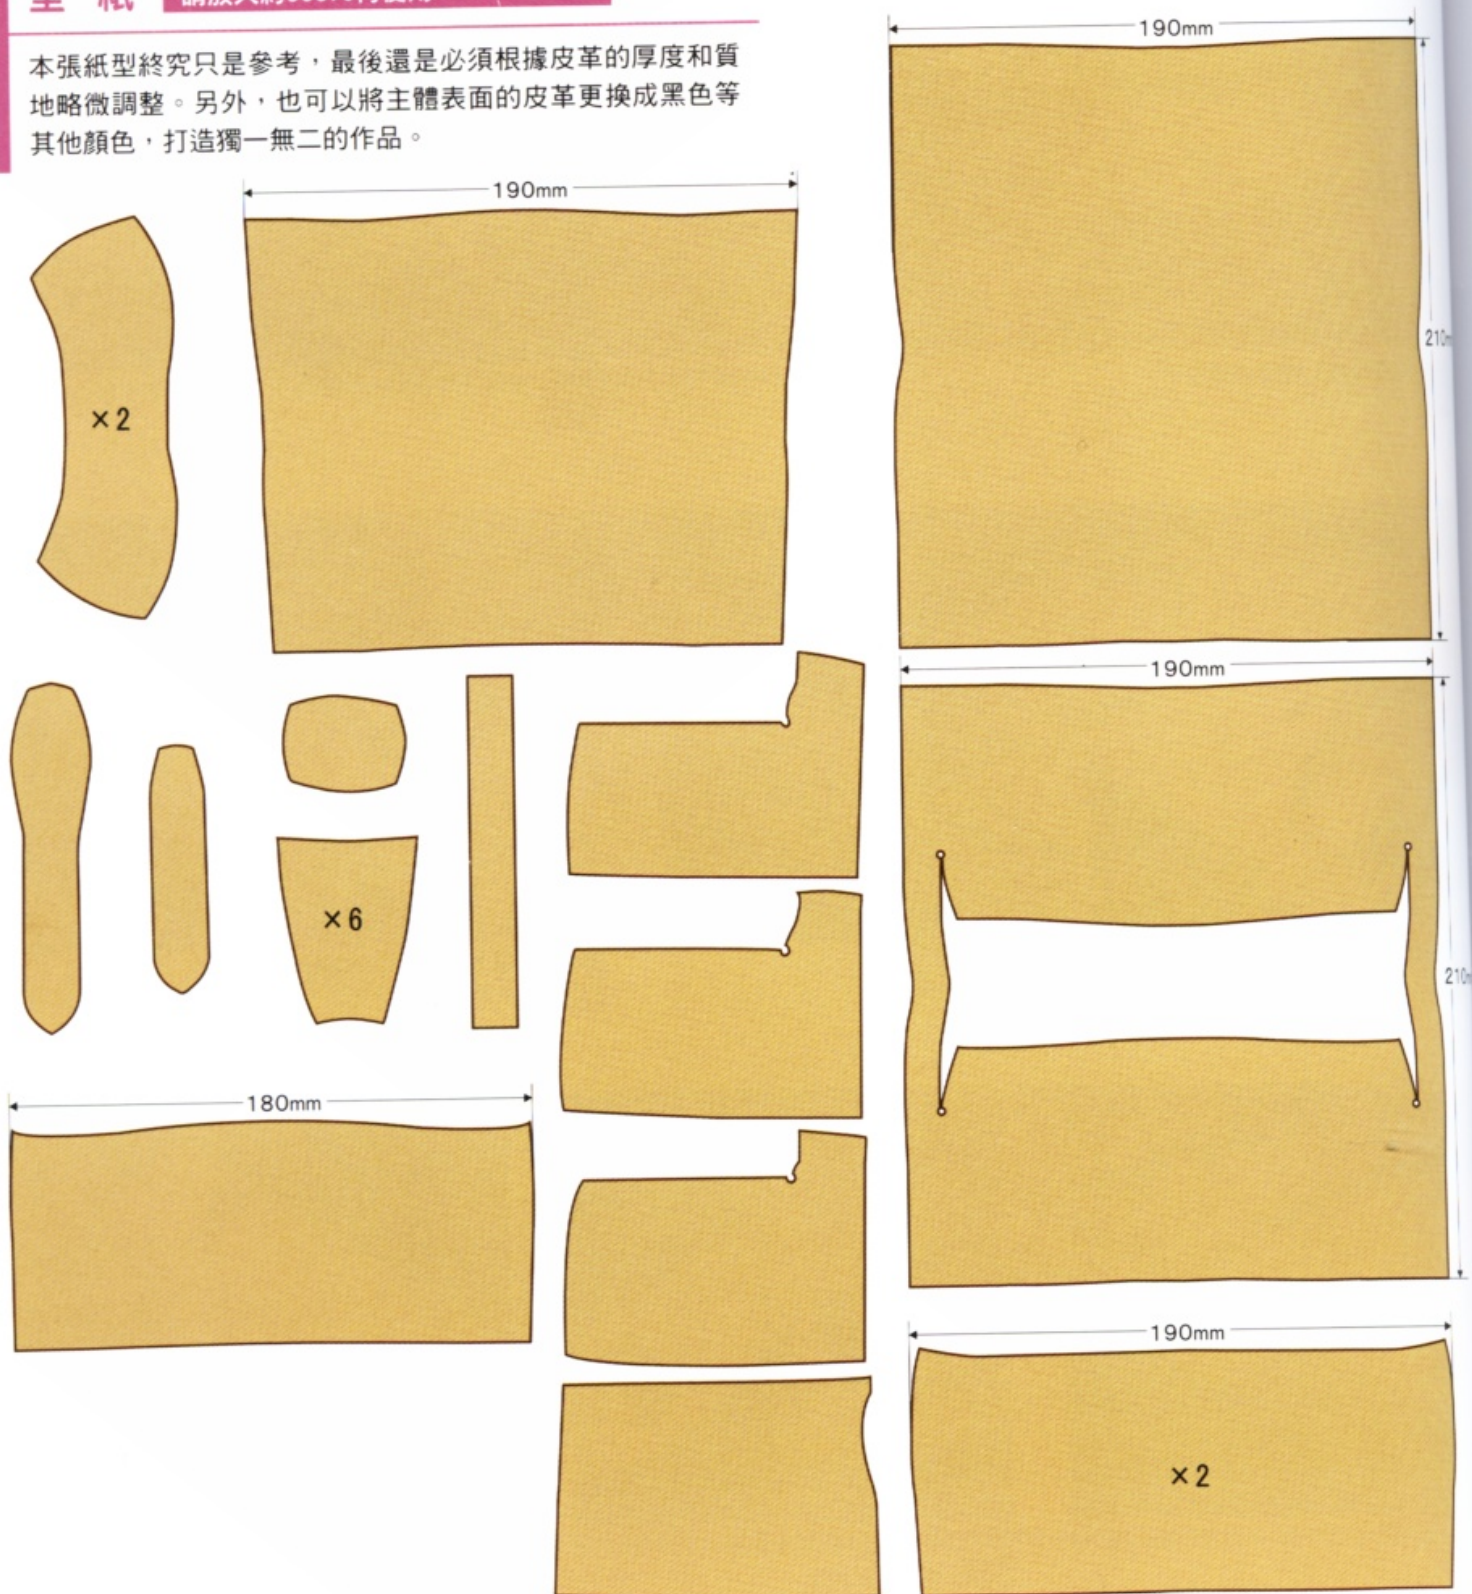 本張紙型終究只是參考，最後還是必須根據皮革的厚度和質
地略微調整。另外，也可以將主體表面的皮革更換成黑色等
其他顏色，打造獨一無二的作品。
190mm
190mm
210m
×2
190mm
×6
210m
180mm
190mm
×2